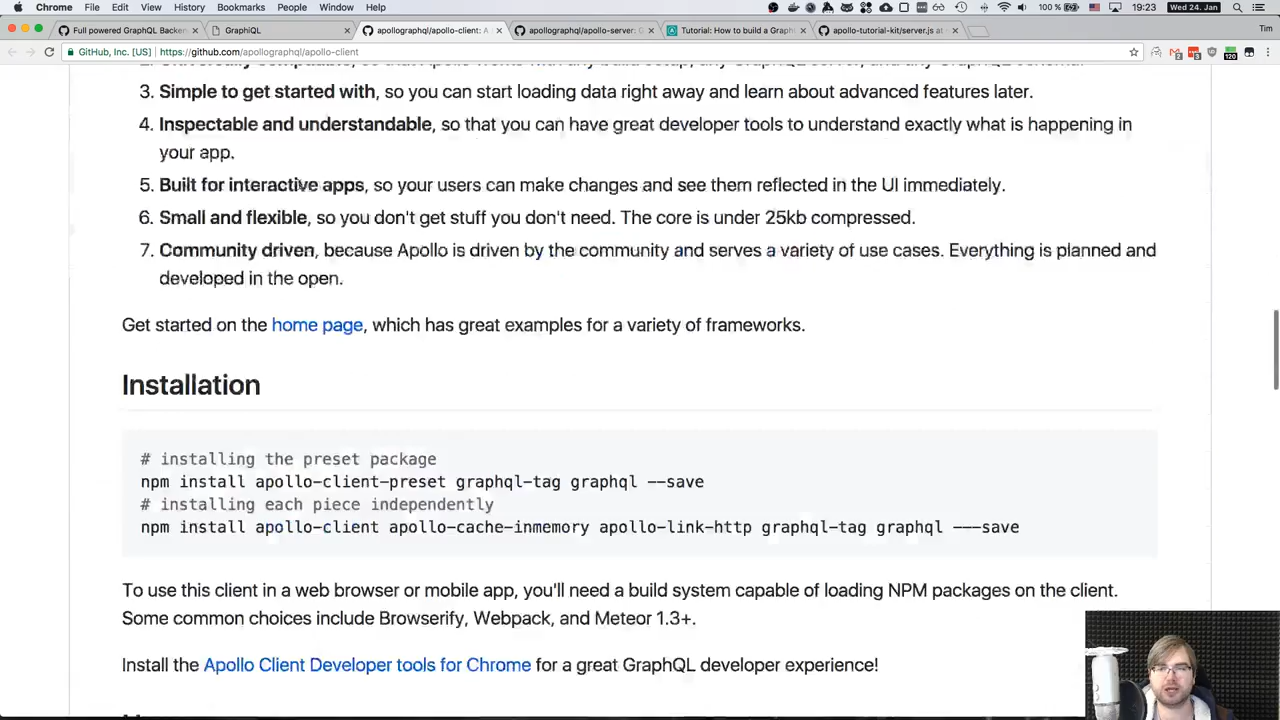 Chrome File Edit View History Bookmarks People Window Help 100 % 19:23 Wed 24. Jan
Full powered GraphQL Backen GraphiQL apollographql/apollo-client: A apollographql/apollo-server: G Tutorial: How to build a Graph apollo-tutorial-kit/server.js at Tim
GitHub, Inc. [US] https://github.com/apollographql/apollo-client
3. Simple to get started with, so you can start loading data right away and learn about advanced features later.
4. Inspectable and understandable, so that you can have great developer tools to understand exactly what is happening in
your app.
5. Built for interactive apps, so your users can make changes and see them reflected in the UI immediately.
6. Small and flexible, so you don't get stuff you don't need. The core is under 25kb compressed.
7. Community driven, because Apollo is driven by the community and serves a variety of use cases. Everything is planned and
developed in the open.
Get started on the home page, which has great examples for a variety of frameworks.
Installation
# installing the preset package
npm install apollo-client-preset graphql-tag graphql --save
# installing each piece independently
npm install apollo-client apollo-cache-inmemory apollo-link-http graphql-tag graphql ---save
To use this client in a web browser or mobile app, you'll need a build system capable of loading NPM packages on the client.
Some common choices include Browserify, Webpack, and Meteor 1.3+.
Install the Apollo Client Developer tools for Chrome for a great GraphQL developer experience!